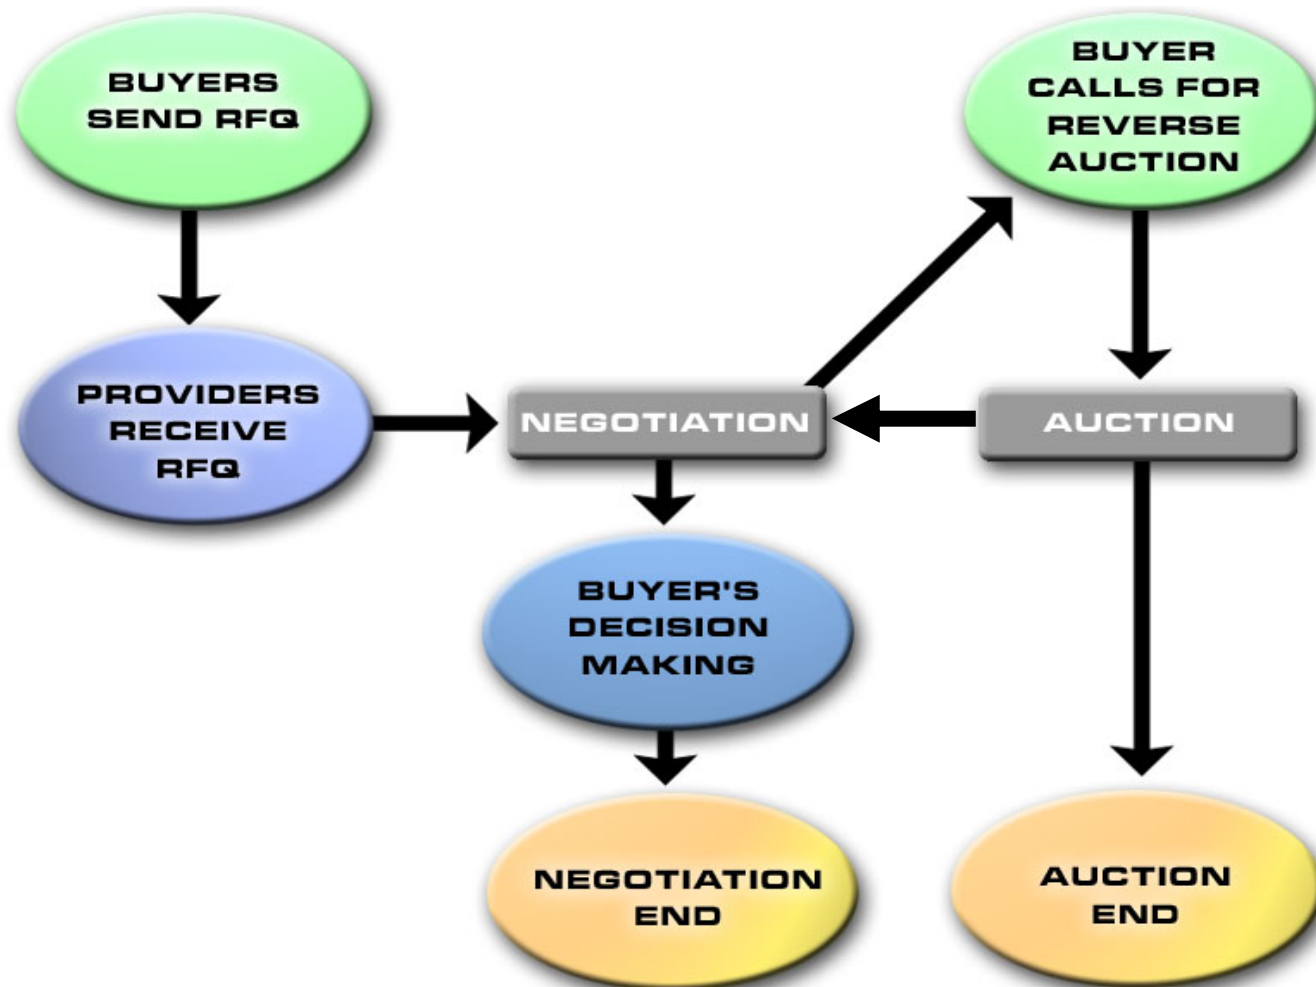 BUYERS
SEND RFQ
BUYER
CALLS FOR
REVERSE
AUCTION
PROVIDERS
RECEIVE
RFQ
NEGOTIATION
AUCTION
BUYER'S
DECISION
MAKING
NEGOTIATION
END
AUCTION
END